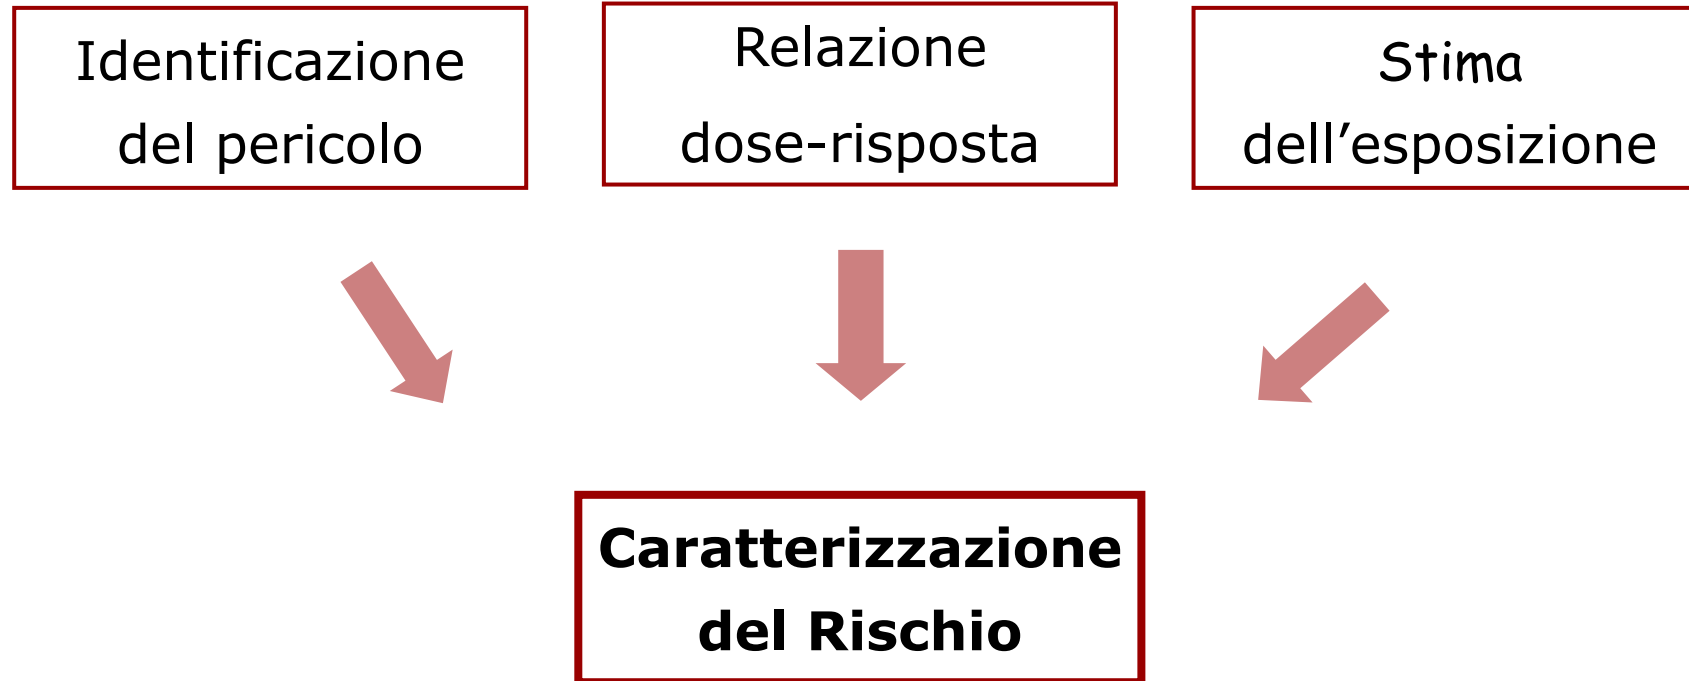 Identificazione
del pericolo
Relazione
dose-risposta
Stima
dell’esposizione
Caratterizzazione
del Rischio